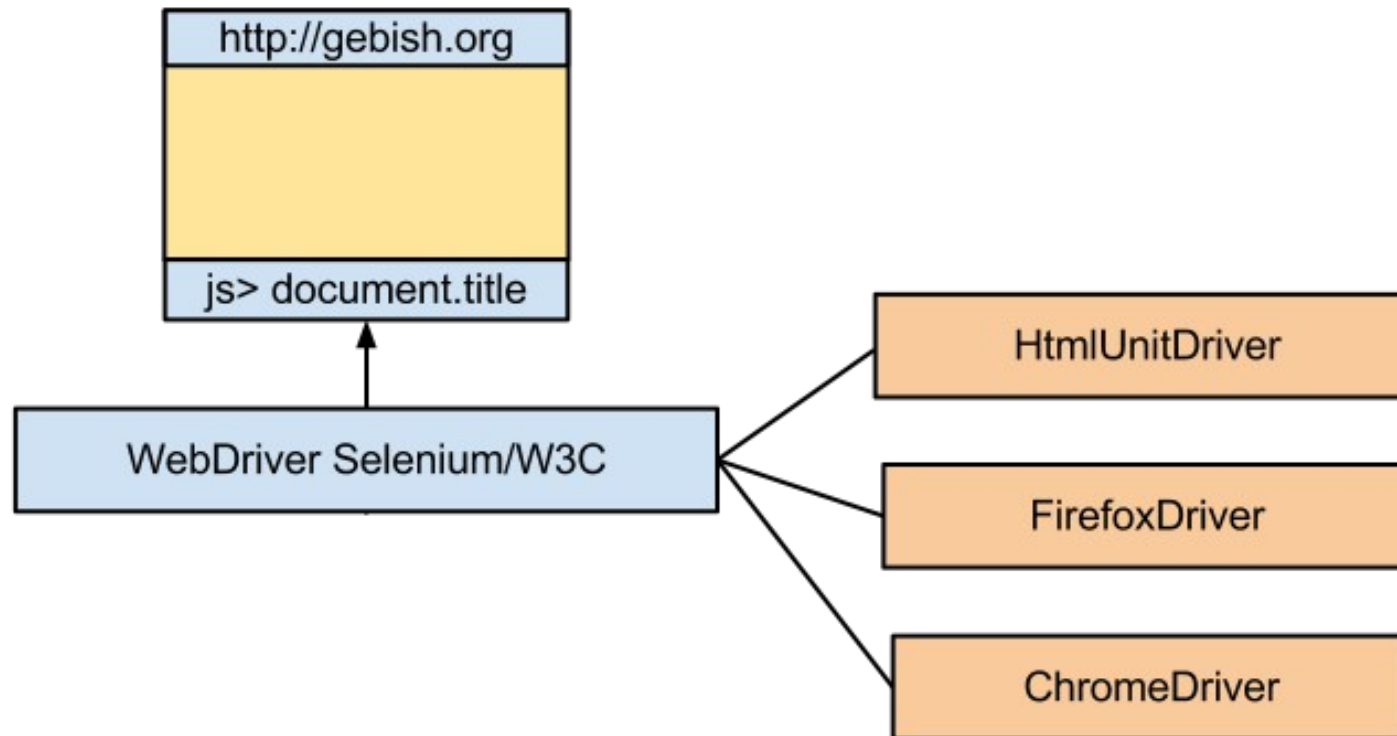 http://gebish.org
js> document.title
WebDriver Selenium/W3C
HtmlUnitDriver
FirefoxDriver
ChromeDriver